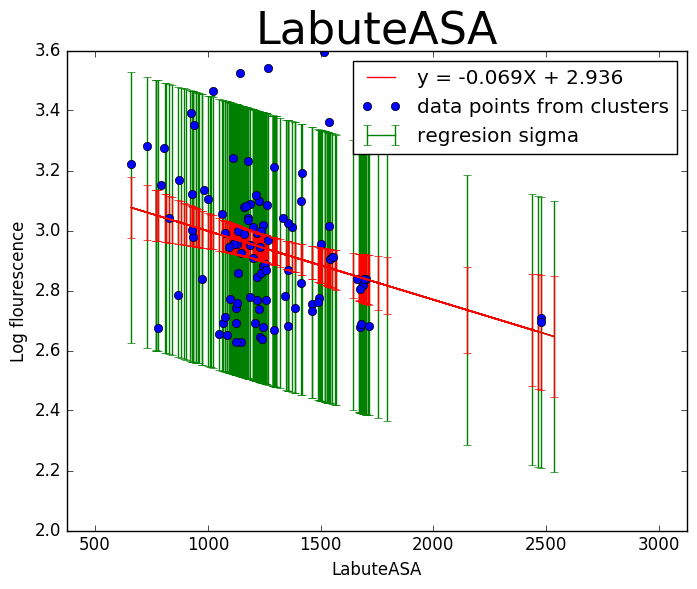 LabuteASA
y = -0.069X + 2.936
data points from clusters
regresion sigma
3.6
3.4
3.2
3.0
2.8
2.6
2.4
2.2
2.0
Log flourescence
500 1000 1500 2000 2500 3000
LabuteASA